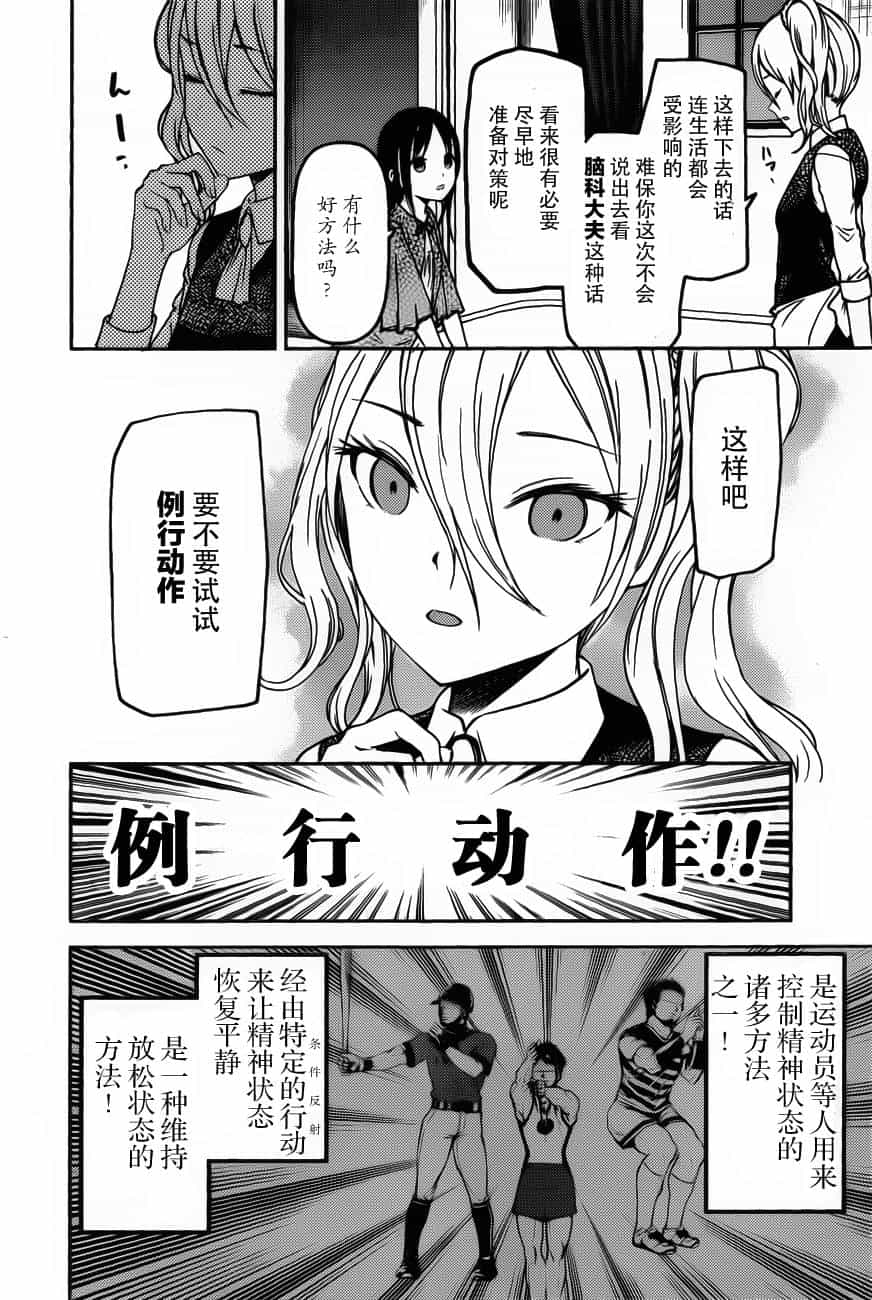 这样下去的话
连生活都会
受影响的
难保你这次不会
说出去看
脑科大夫这种话
看来很有必要
尽早地
准备对策呢
有什么
好方法吗？
んー…
这样吧
要不要试试
例行动作
例行动作!!
是运动员等人用来
控制精神状态的
诸多方法
之一！
经由特定的行动
条件反射
来让精神状态
恢复平静
是一种维持
放松状态的
方法！